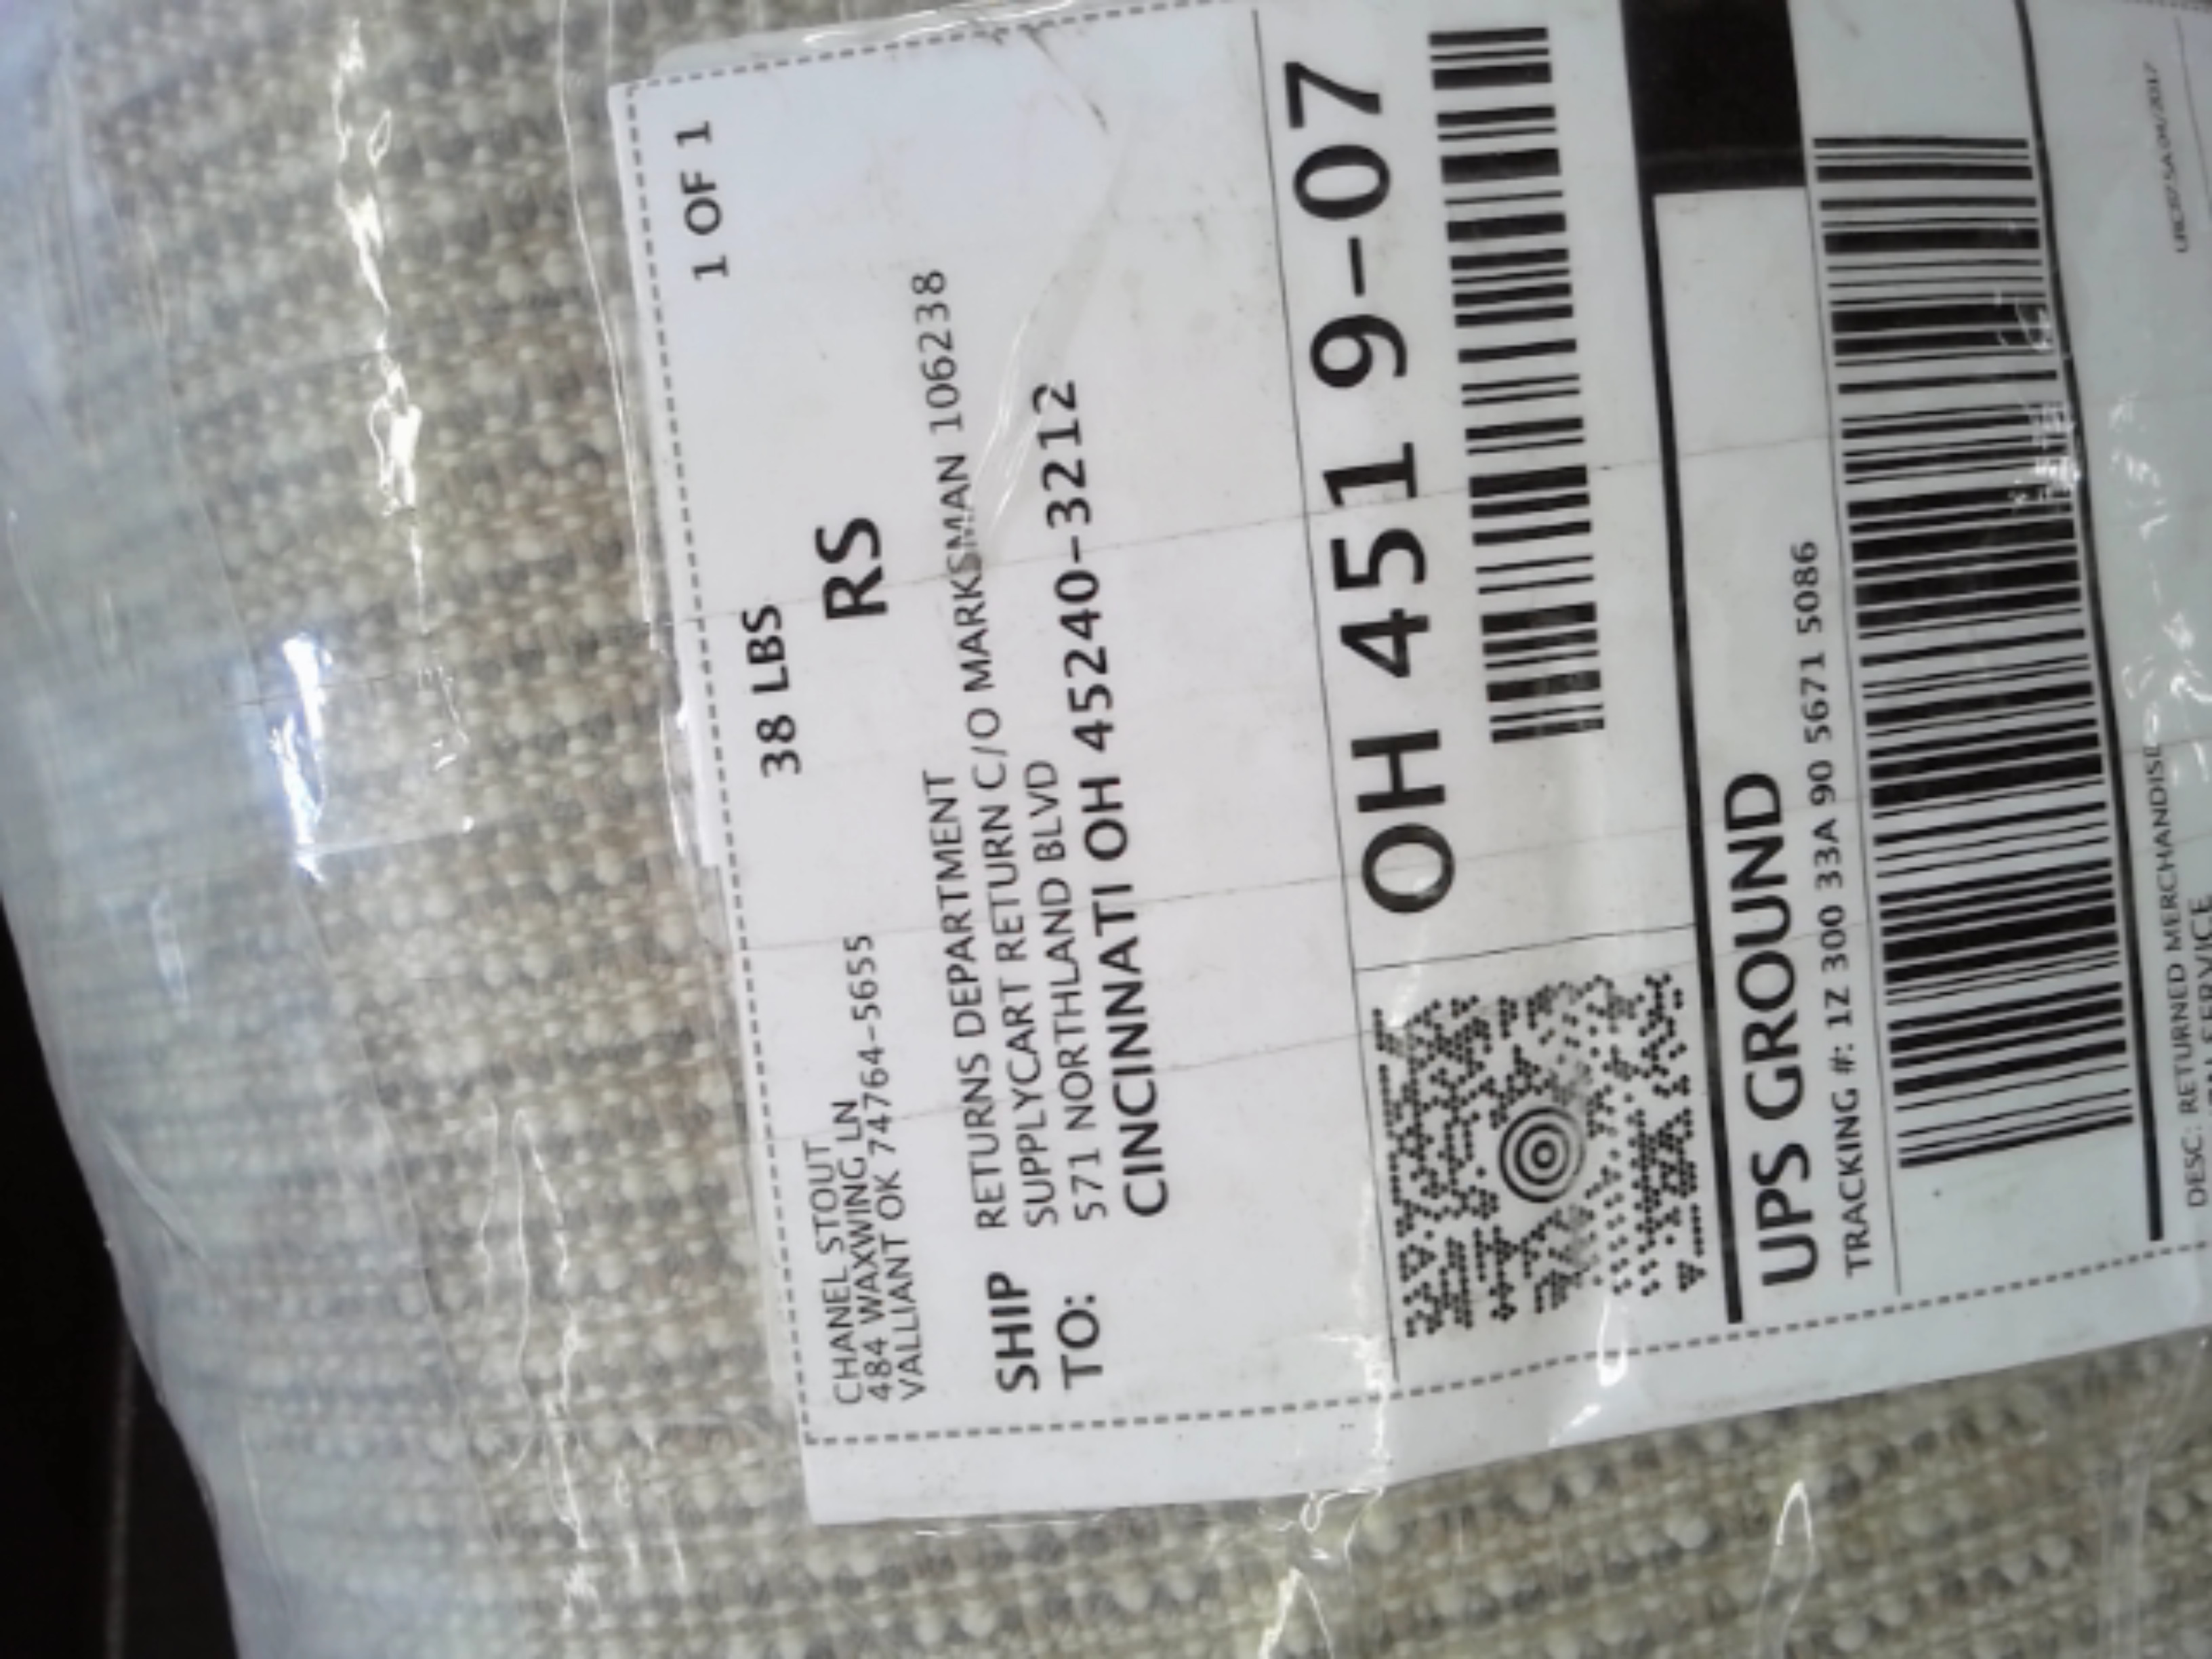 1 OF 1
38 LBS
RS
CHANEL STOUT
484 WAXWING LN
VALLIANT OK 74764-5655
SHIP TO:
RETURNS DEPARTMENT
SUPPLYCART RETURN C/O MARKSMAN 106238
571 NORTHLAND BLVD
CINCINNATI OH 45240-3212
OH 451 9-07
UPS GROUND
TRACKING #: 1Z 300 33A 90 5671 5086
DESC: RETURNED MERCHANDISE